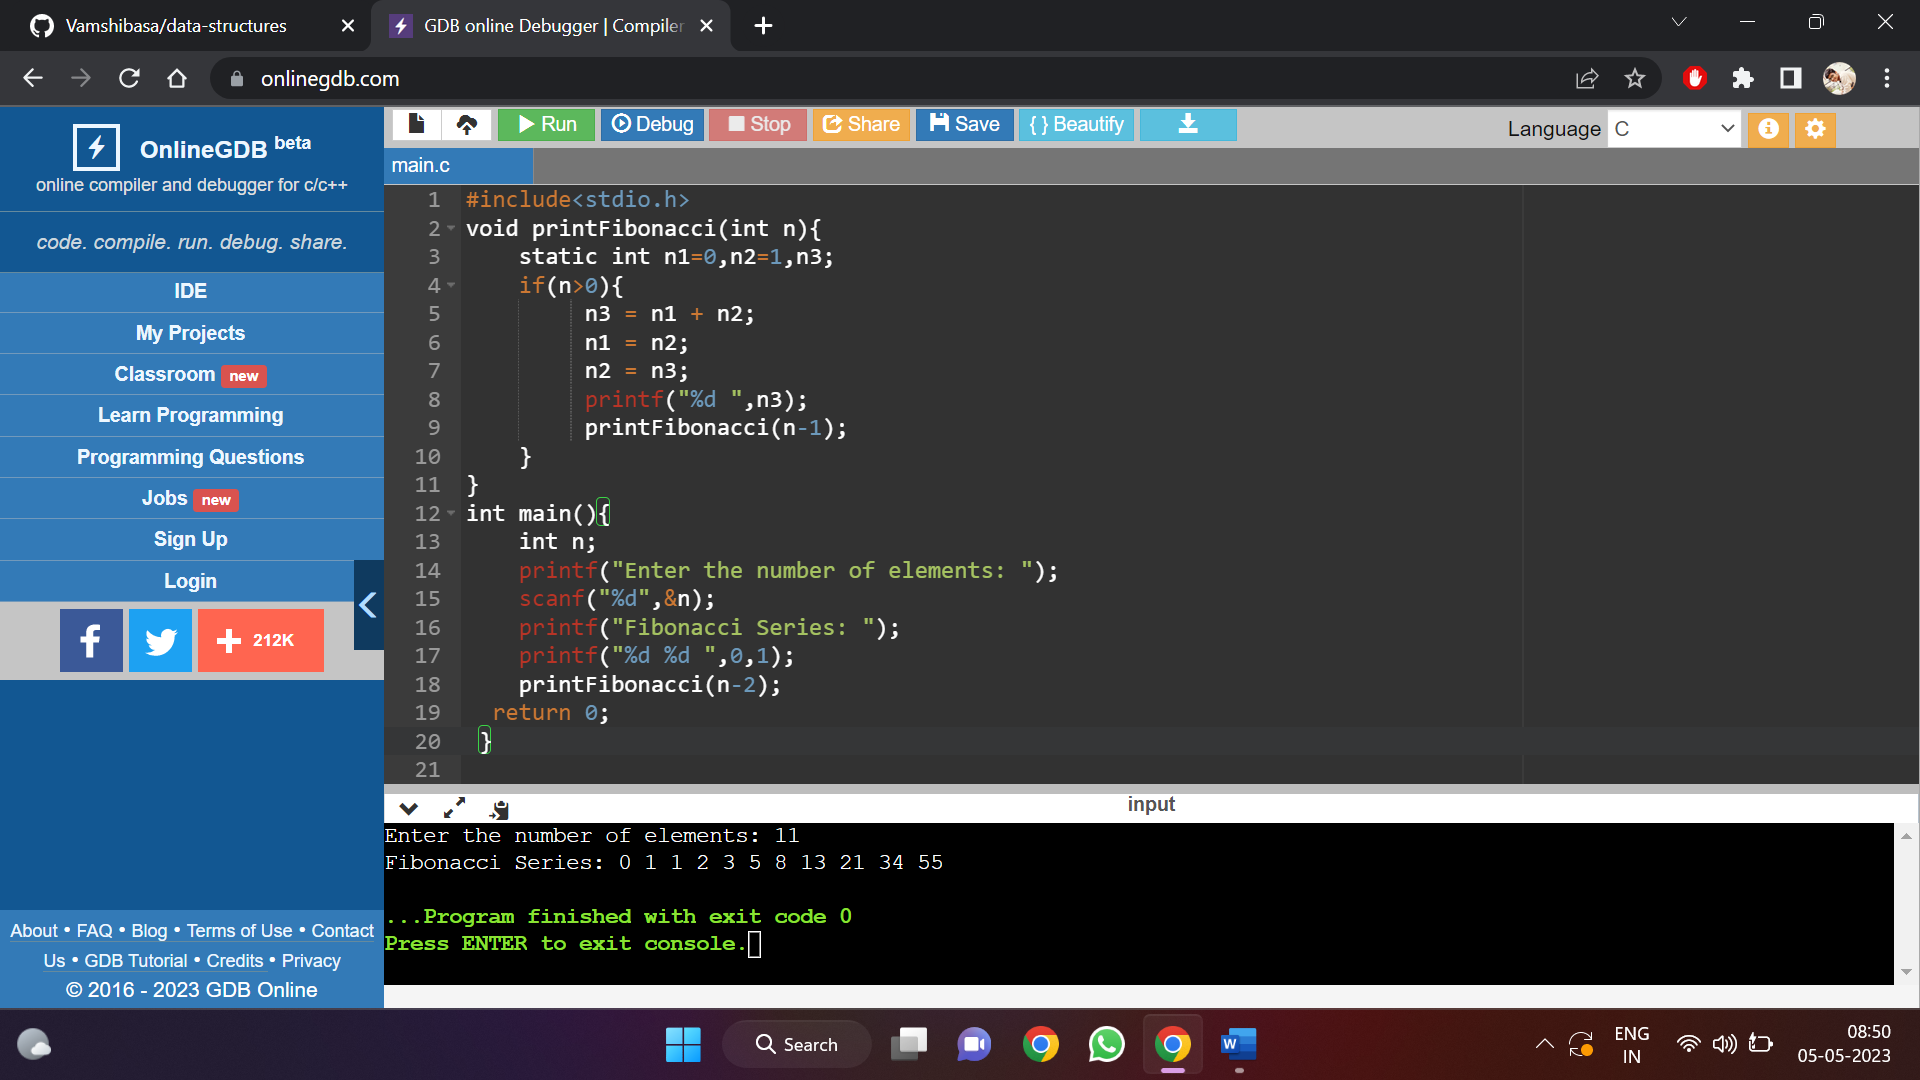 Vamshibasa/data-structures
GDB online Debugger | Compiler
onlinegdb.com
OnlineGDB beta
online compiler and debugger for c/c++
code. compile. run. debug. share.
IDE
My Projects
Classroom new
Learn Programming
Programming Questions
Jobs new
Sign Up
Login
f
+ 212K
About • FAQ • Blog • Terms of Use • Contact
Us • GDB Tutorial • Credits • Privacy
© 2016 - 2023 GDB Online
Run Debug Stop Share Save { } Beautify
Language C
main.c
1 #include<stdio.h>
2 void printFibonacci(int n){
3     static int n1=0,n2=1,n3;
4     if(n>0){
5          n3 = n1 + n2;
6          n1 = n2;
7          n2 = n3;
8          printf("%d ",n3);
9          printFibonacci(n-1);
10     }
11 }
12 int main(){
13     int n;
14     printf("Enter the number of elements: ");
15     scanf("%d",&n);
16     printf("Fibonacci Series: ");
17     printf("%d %d ",0,1);
18     printFibonacci(n-2);
19   return 0;
20  }
21
input
Enter the number of elements: 11
Fibonacci Series: 0 1 1 2 3 5 8 13 21 34 55
...Program finished with exit code 0
Press ENTER to exit console.
Search
W
ENG
IN
08:50
05-05-2023